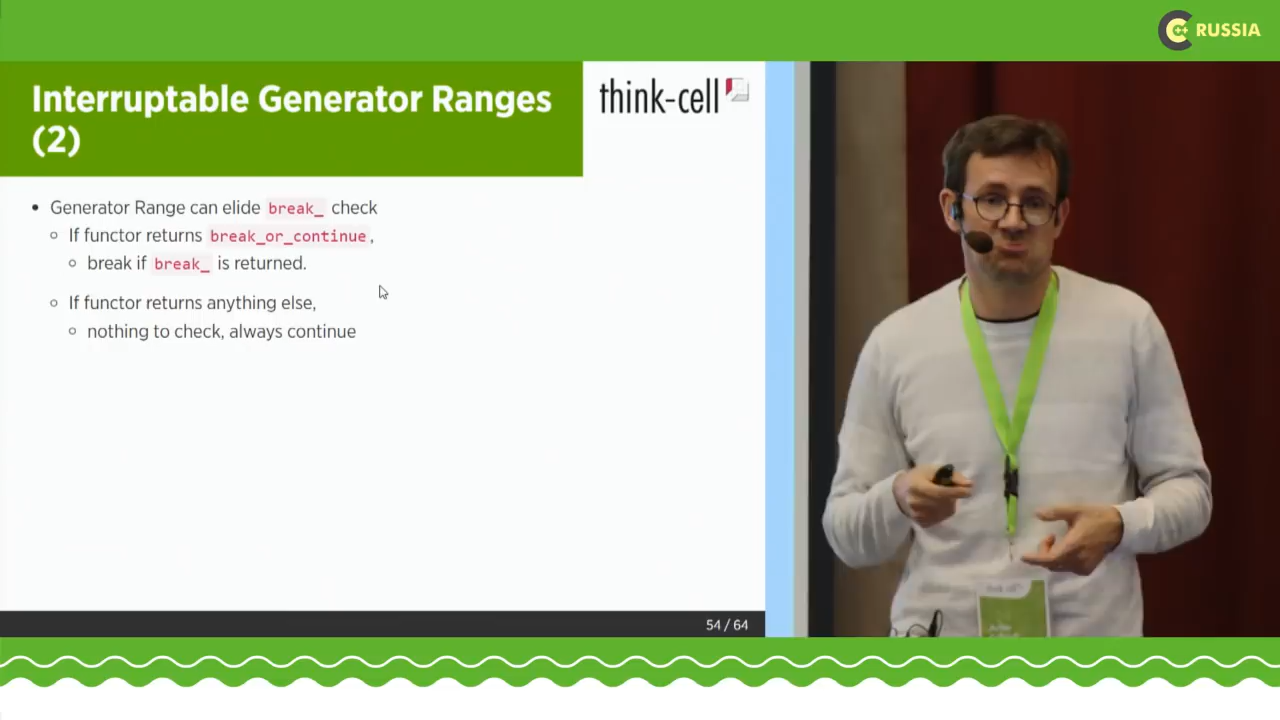 C++ RUSSIA
Interruptable Generator Ranges
(2)
think-cell
• Generator Range can elide break_ check
○ If functor returns break_or_continue,
○ break if break_ is returned.
○ If functor returns anything else,
○ nothing to check, always continue
54 / 64